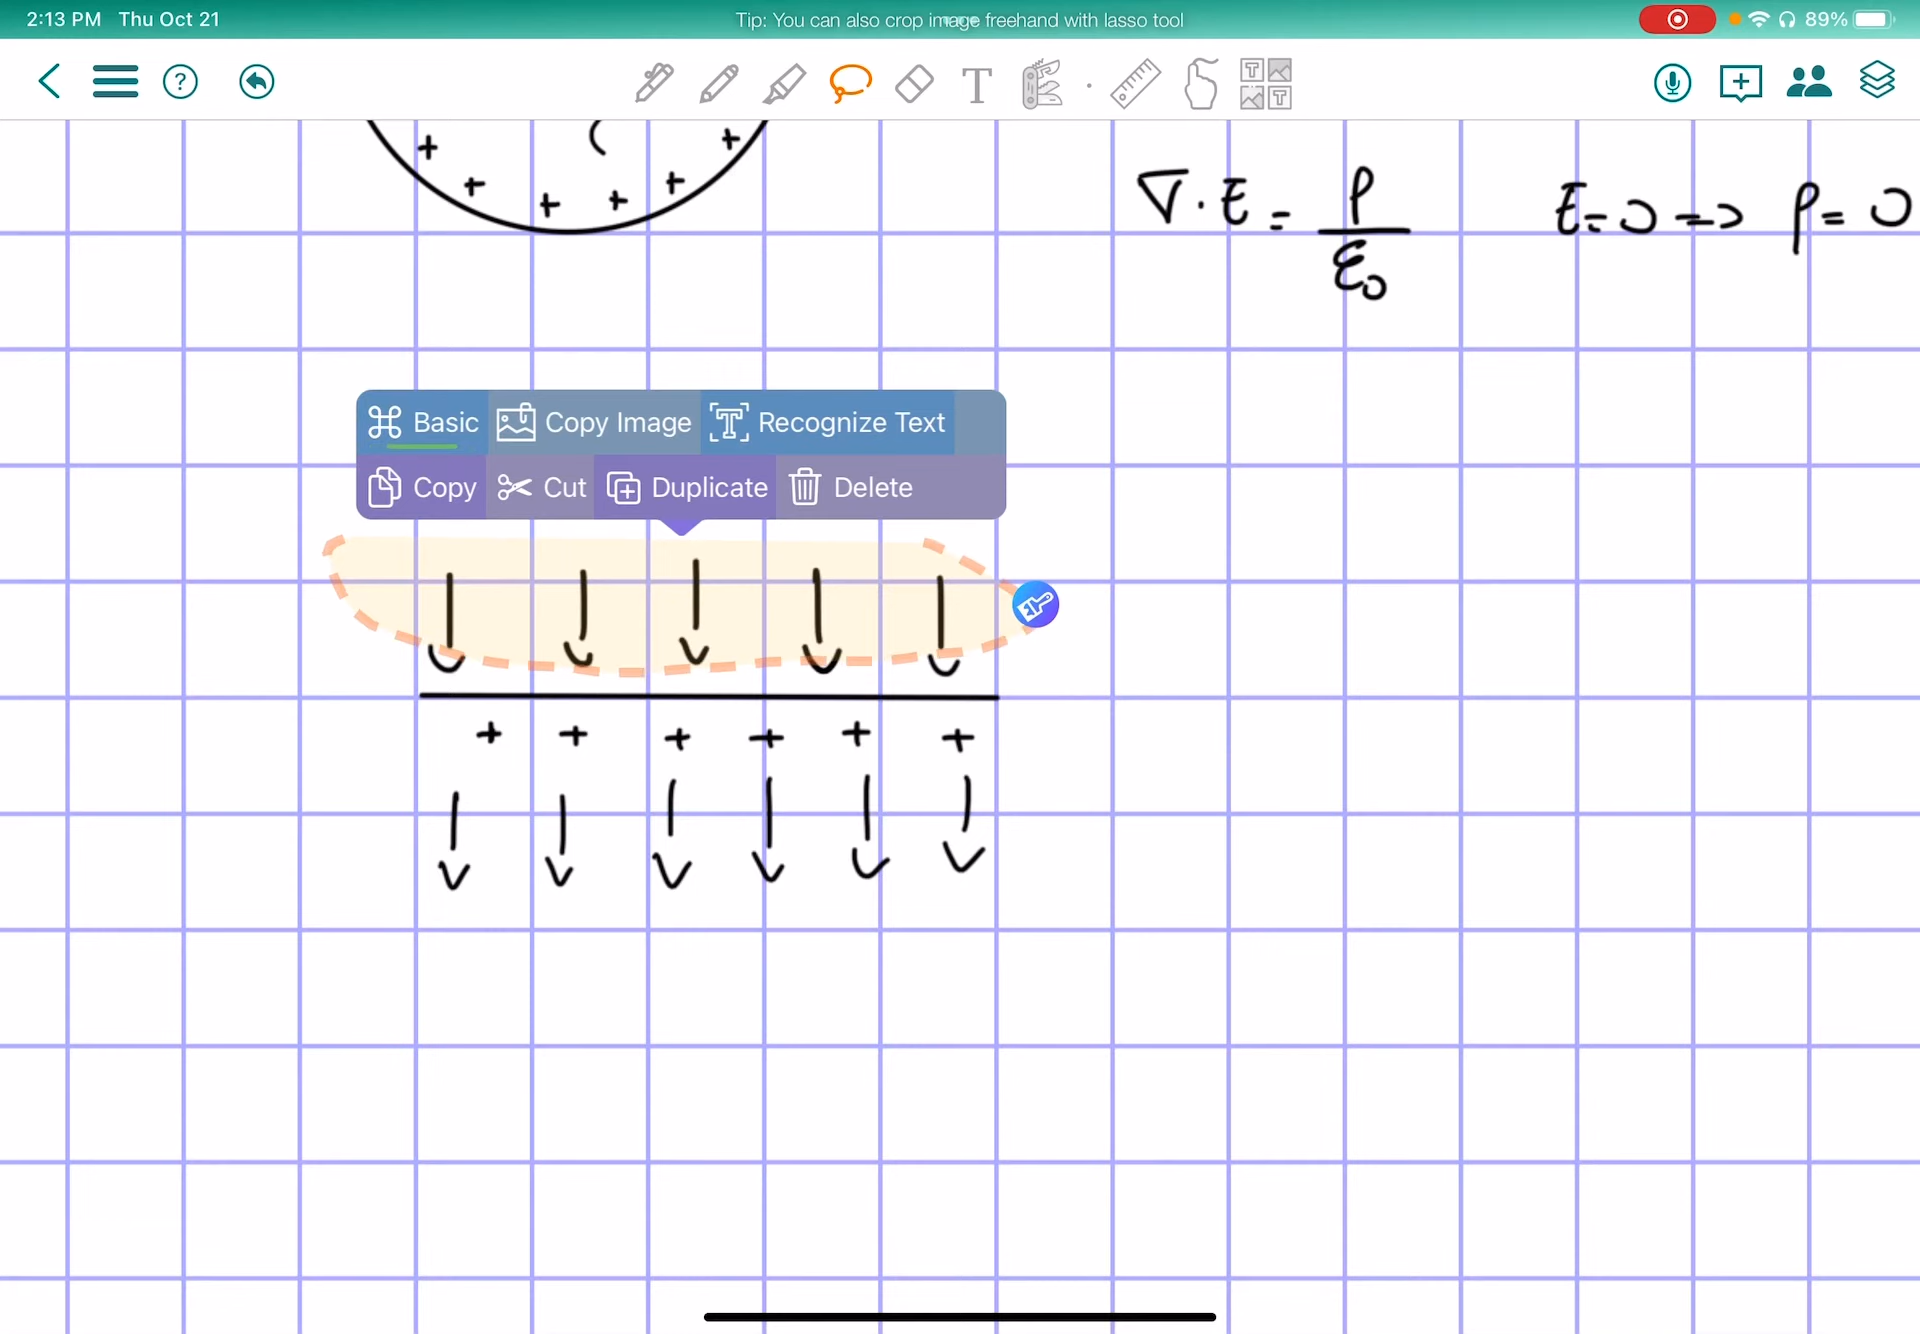 2:13 PM Thu Oct 21
Tip: You can also crop image freehand with lasso tool
89%
? T T T
+ + + + + +
∇·E = ρ/ε₀ E=0 => ρ=0
Basic Copy Image T Recognize Text
Copy Cut Duplicate Delete
+ + + + + +